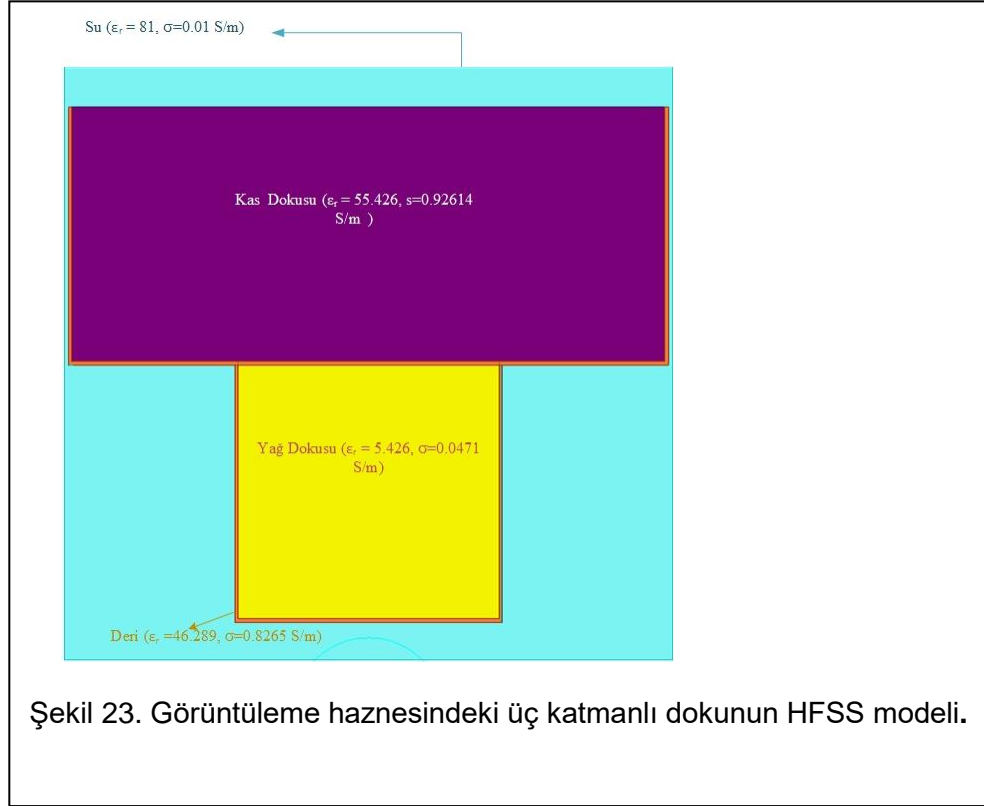 Su (εr = 81, σ=0.01 S/m)
Kas Dokusu (εr = 55.426, s=0.92614
S/m )
Yağ Dokusu (εr = 5.426, σ=0.0471
S/m)
Deri (εr =46.289, σ=0.8265 S/m)
Şekil 23. Görüntüleme haznesindeki üç katmanlı dokunun HFSS modeli.